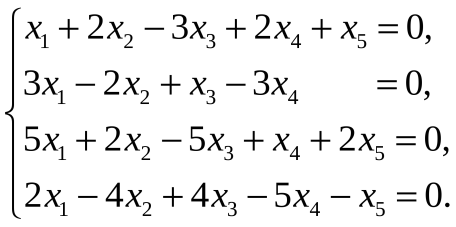 x₁ + 2x₂ − 3x₃ + 2x₄ + x₅ = 0,
3x₁ − 2x₂ + x₃ − 3x₄ = 0,
5x₁ + 2x₂ − 5x₃ + x₄ + 2x₅ = 0,
2x₁ − 4x₂ + 4x₃ − 5x₄ − x₅ = 0.